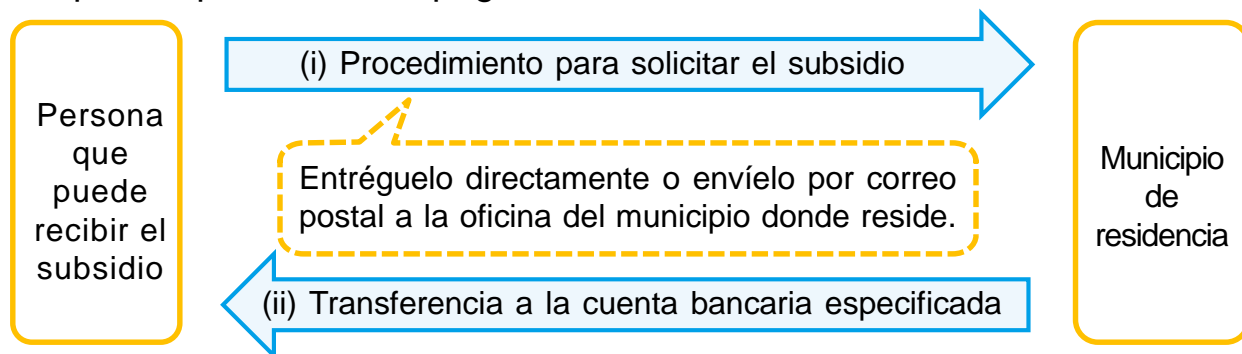 (i) Procedimiento para solicitar el subsidio
Persona
que
puede
recibir el
subsidio
Entréguelo directamente o envíelo por correo
postal a la oficina del municipio donde reside.
Municipio
de
residencia
(ii) Transferencia a la cuenta bancaria especificada